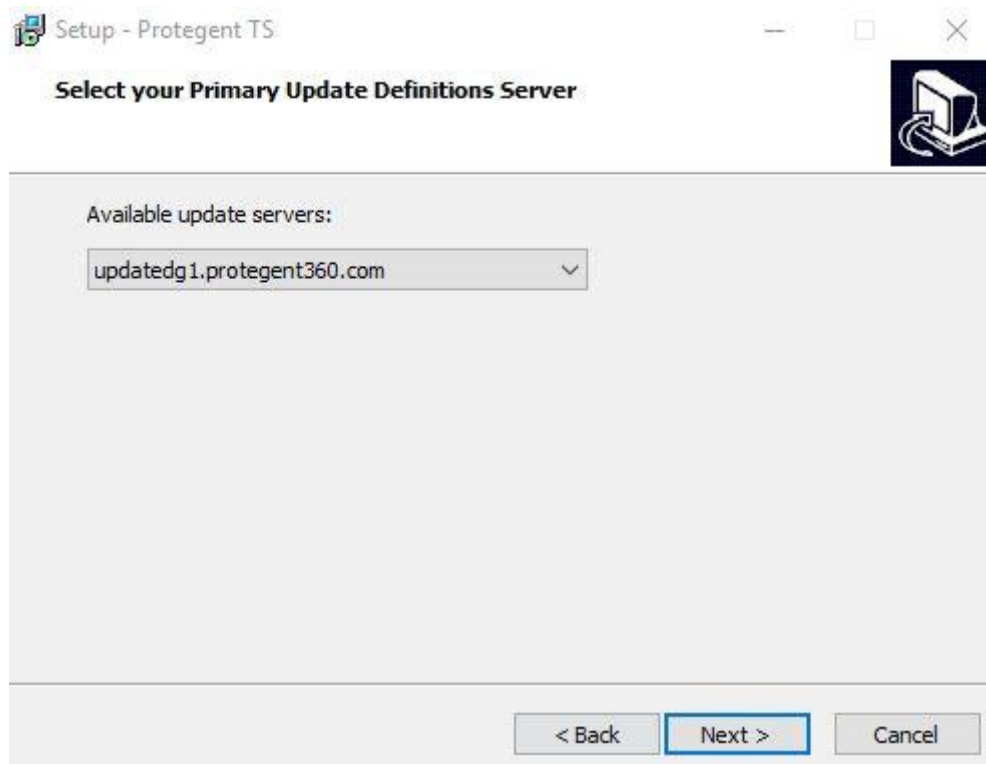 Setup - Protegent TS
Select your Primary Update Definitions Server
Available update servers:
updatedg1.protegent360.com
< Back Next > Cancel